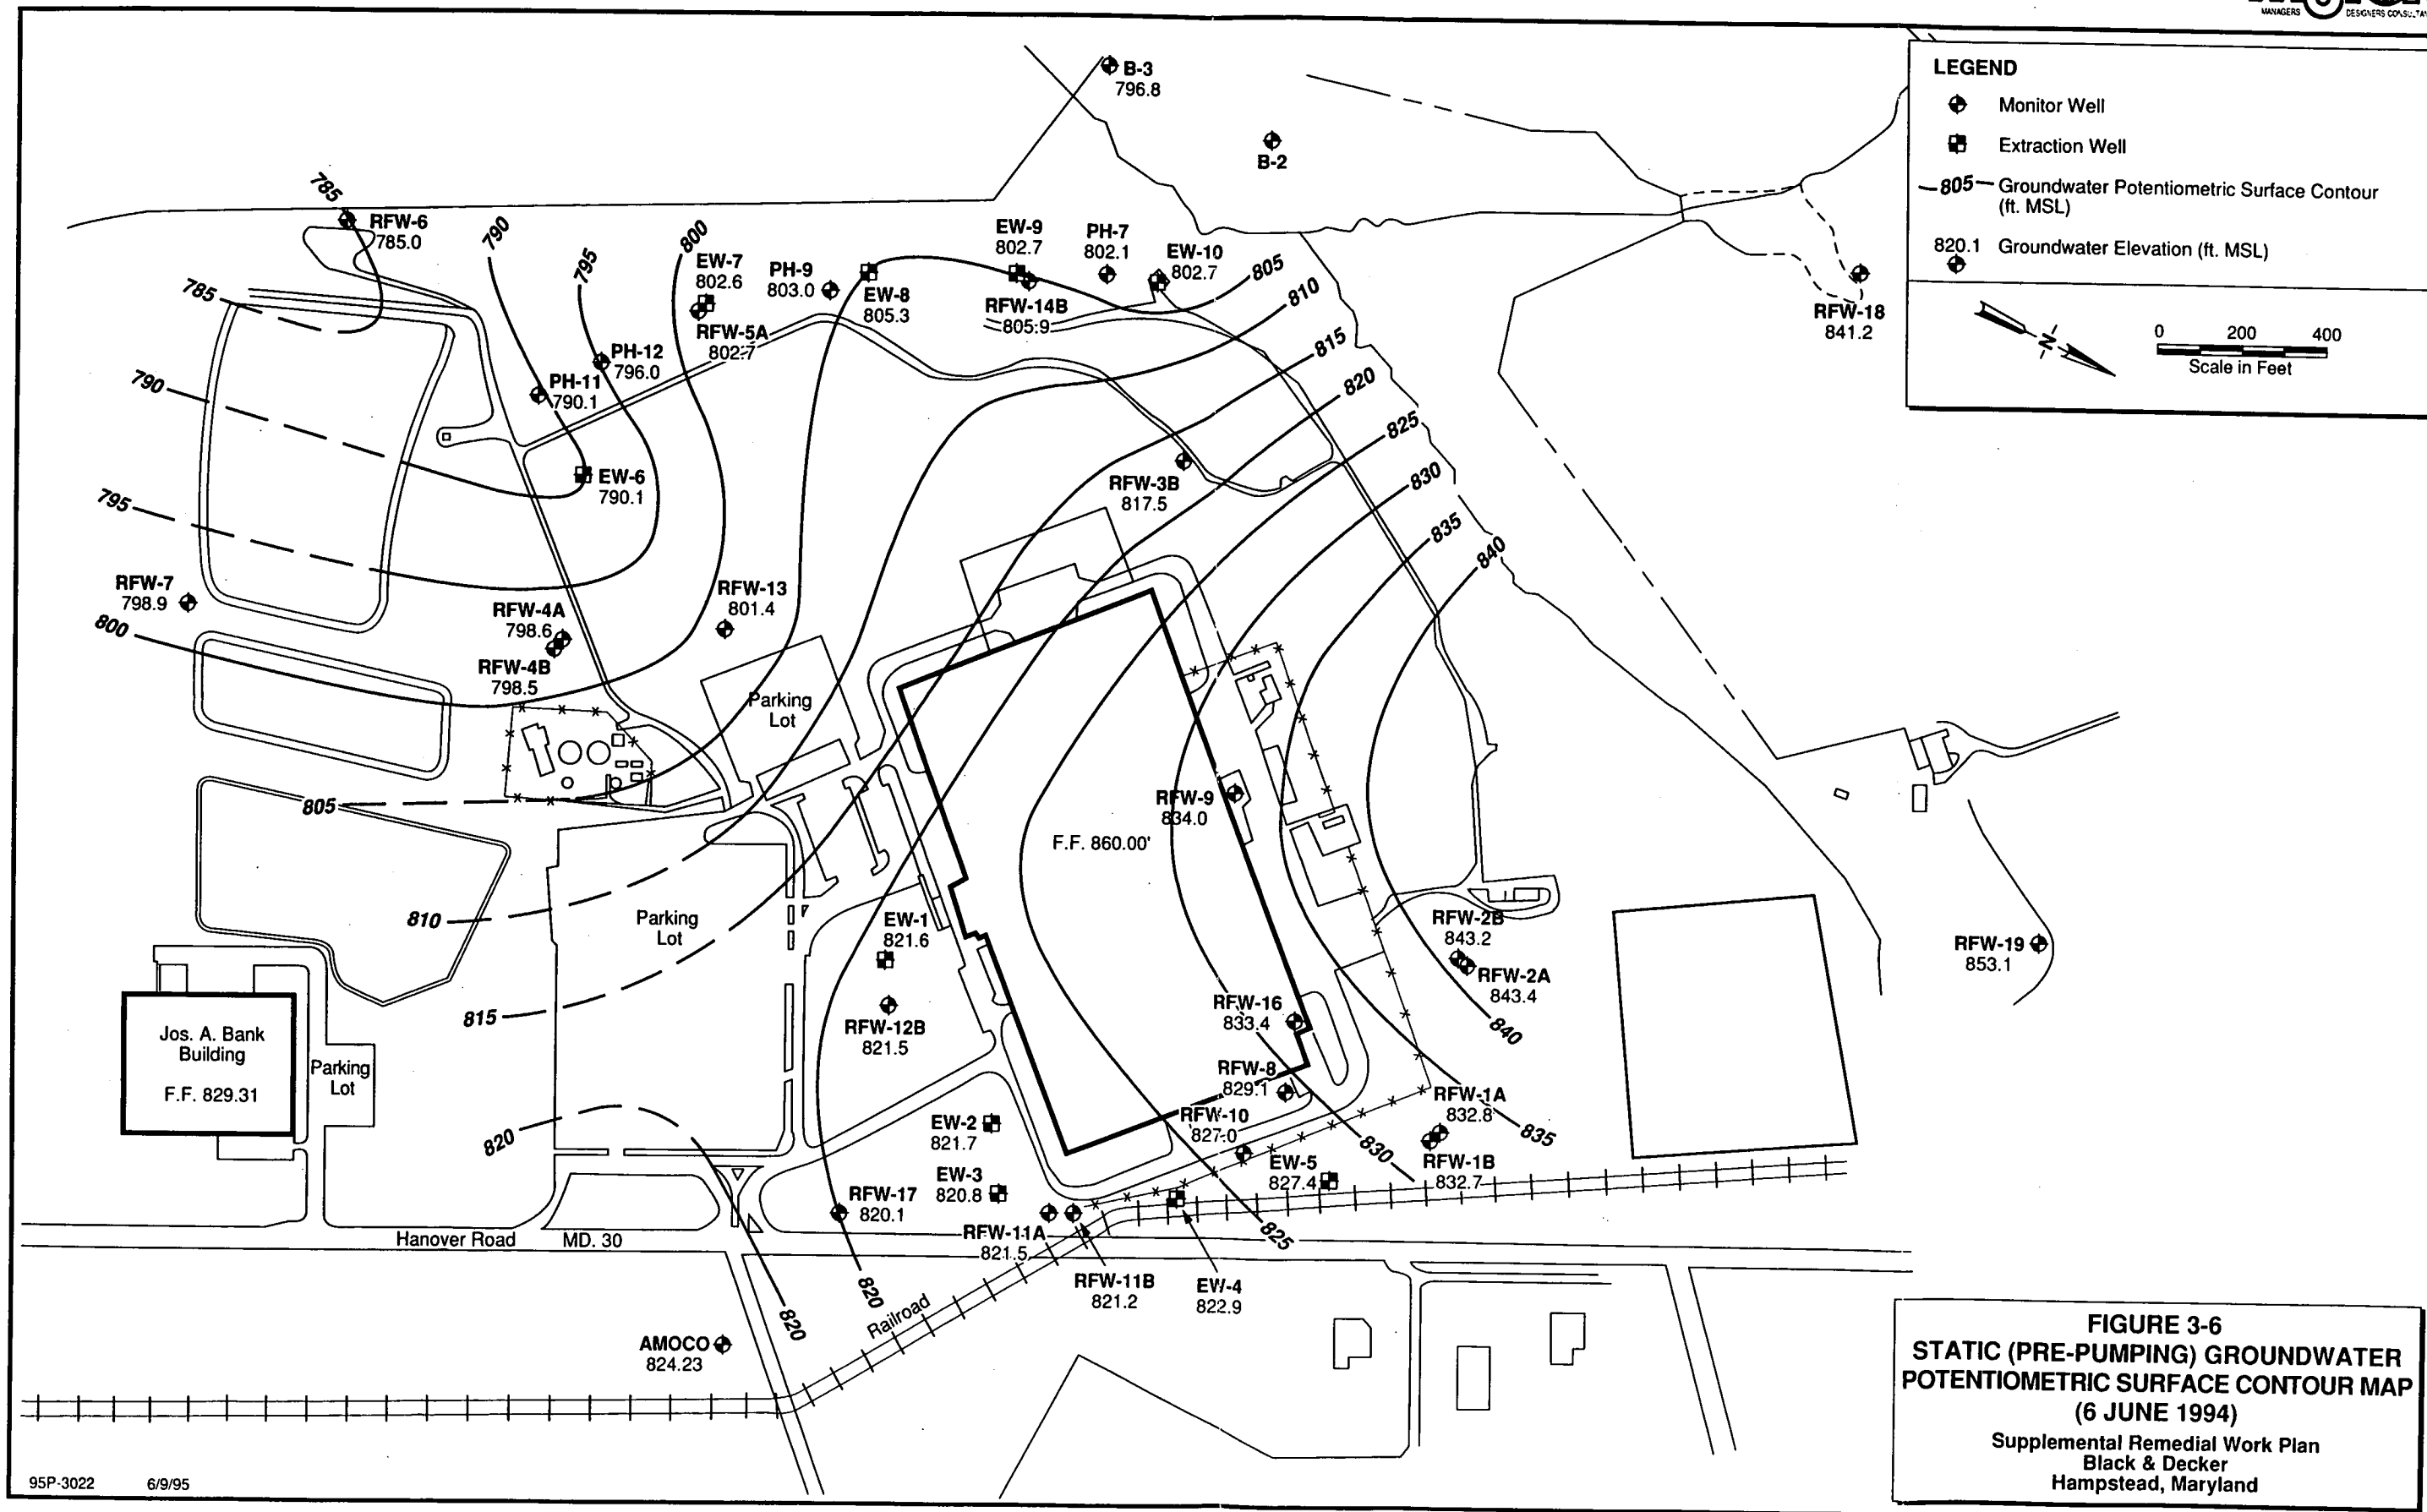 MANAGERS
DESIGNERS CONSULTA
LEGEND
Monitor Well
Extraction Well
805 Groundwater Potentiometric Surface Contour
(ft. MSL)
820.1 Groundwater Elevation (ft. MSL)
N
0 200 400
Scale in Feet
B-3
796.8
B-2
785
RFW-6
785.0
790
795
800
EW-7
802.6
PH-9
803.0
EW-8
805.3
EW-9
802.7
PH-7
802.1
EW-10
802.7
805
810
RFW-14B
805.9
RFW-5A
802.7
RFW-18
841.2
785
PH-12
796.0
PH-11
790.1
790
815
820
825
830
835
840
EW-6
790.1
RFW-3B
817.5
795
RFW-7
798.9
800
RFW-4A
798.6
RFW-4B
798.5
RFW-13
801.4
Parking
Lot
805
RFW-9
834.0
F.F. 860.00'
810
Parking
Lot
EW-1
821.6
RFW-2B
843.2
RFW-2A
843.4
RFW-19
853.1
815
RFW-12B
821.5
RFW-16
833.4
840
Jos. A. Bank
Building
F.F. 829.31
Parking
Lot
RFW-8
829.1
RFW-1A
832.8
835
820
EW-2
821.7
RFW-10
827.0
830
EW-3
820.8
EW-5
827.4
RFW-1B
832.7
RFW-17
820.1
RFW-11A
821.5
825
Hanover Road MD. 30
RFW-11B
821.2
EW-4
822.9
820
820
Railroad
AMOCO
824.23
FIGURE 3-6
STATIC (PRE-PUMPING) GROUNDWATER
POTENTIOMETRIC SURFACE CONTOUR MAP
(6 JUNE 1994)
Supplemental Remedial Work Plan
Black & Decker
Hampstead, Maryland
95P-3022 6/9/95